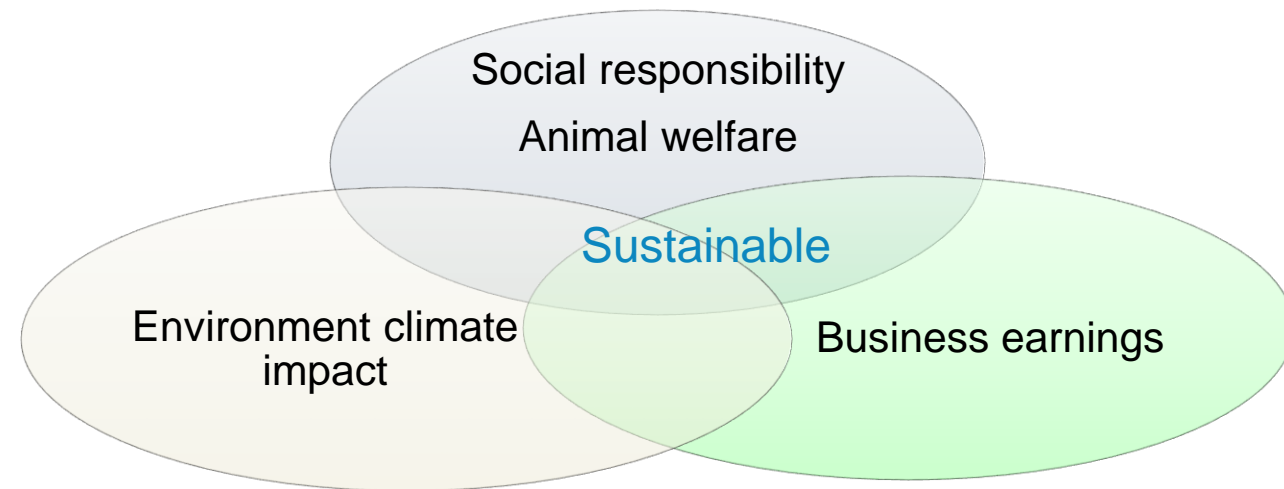 Social responsibility
Animal welfare
Sustainable
Environment climate
impact
Business earnings